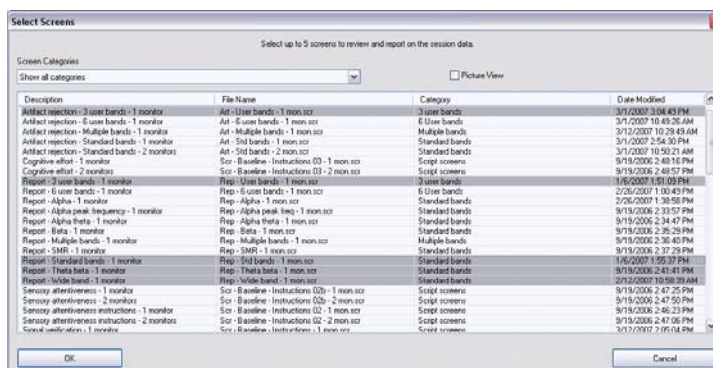 Select Screens
Select up to 5 screens to review and report on the session data.
Screen Categories
Show all categories
Picture View
Description File Name Category Date Modified
Artifact rejection - 3 user bands - 1 monitor Art - User bands - 1 mon.scr 3 user bands 3/1/2007 3:04:43 PM
Artifact rejection - 6 user bands - 1 monitor Art - 6 User bands - 1 mon.scr 6 User bands 3/1/2007 10:49:26 AM
Artifact rejection - Multiple bands - 1 monitor Art - Multiple bands - 1 mon.scr Multiple bands 3/12/2007 10:29:49 AM
Artifact rejection - Standard bands - 1 monitor Art - Std bands - 1 mon.scr Standard bands 3/1/2007 2:54:30 PM
Artifact rejection - Standard bands - 2 monitors Art - Std bands - 2 mon.scr Standard bands 3/1/2007 10:50:21 AM
Cognitive effort - 1 monitor Scr - Baseline - Instructions 03 - 1 mon.scr Script screens 9/19/2006 2:48:16 PM
Cognitive effort - 2 monitors Scr - Baseline - Instructions 03 - 2 mon.scr Script screens 9/19/2006 2:48:57 PM
Report - 3 user bands - 1 monitor Rep - User bands - 1 mon.scr 3 user bands 1/6/2007 1:51:09 PM
Report - 6 user bands - 1 monitor Rep - 6 user bands - 1 mon.scr 6 User bands 2/26/2007 1:00:49 PM
Report - Alpha - 1 monitor Rep - Alpha - 1 mon.scr Standard bands 2/26/2007 1:38:58 PM
Report - Alpha peak frequency - 1 monitor Rep - Alpha peak freq - 1 mon.scr Standard bands 9/19/2006 2:33:57 PM
Report - Alpha theta - 1 monitor Rep - Alpha theta - 1 mon.scr Standard bands 9/19/2006 2:34:47 PM
Report - Beta - 1 monitor Rep - Beta - 1 mon.scr Standard bands 9/19/2006 2:35:29 PM
Report - Multiple bands - 1 monitor Rep - Multiple bands - 1 mon.scr Multiple bands 9/19/2006 2:36:40 PM
Report - SMR - 1 monitor Rep - SMR - 1 mon.scr Standard bands 9/19/2006 2:37:29 PM
Report - Standard bands - 1 monitor Rep - Std bands - 1 mon.scr Standard bands 1/6/2007 1:55:37 PM
Report - Theta beta - 1 monitor Rep - Theta beta - 1 mon.scr Standard bands 9/19/2006 2:41:41 PM
Report - Wide band - 1 monitor Rep - Wide band - 1 mon.scr Standard bands 2/12/2007 10:58:39 AM
Sensory attentiveness - 1 monitor Scr - Baseline - Instructions 02b - 1 mon.scr Script screens 9/19/2006 2:47:25 PM
Sensory attentiveness - 2 monitors Scr - Baseline - Instructions 02b - 2 mon.scr Script screens 9/19/2006 2:47:50 PM
Sensory attentiveness instructions - 1 monitor Scr - Baseline - Instructions 02 - 1 mon.scr Script screens 9/19/2006 2:46:23 PM
Sensory attentiveness instructions - 2 monitors Scr - Baseline - Instructions 02 - 2 mon.scr Script screens 9/19/2006 2:47:06 PM
Signal verification - 1 monitor Scr - Baseline - Instructions - 1 mon.scr Script screens 3/12/2007 2:05:04 PM
OK Cancel